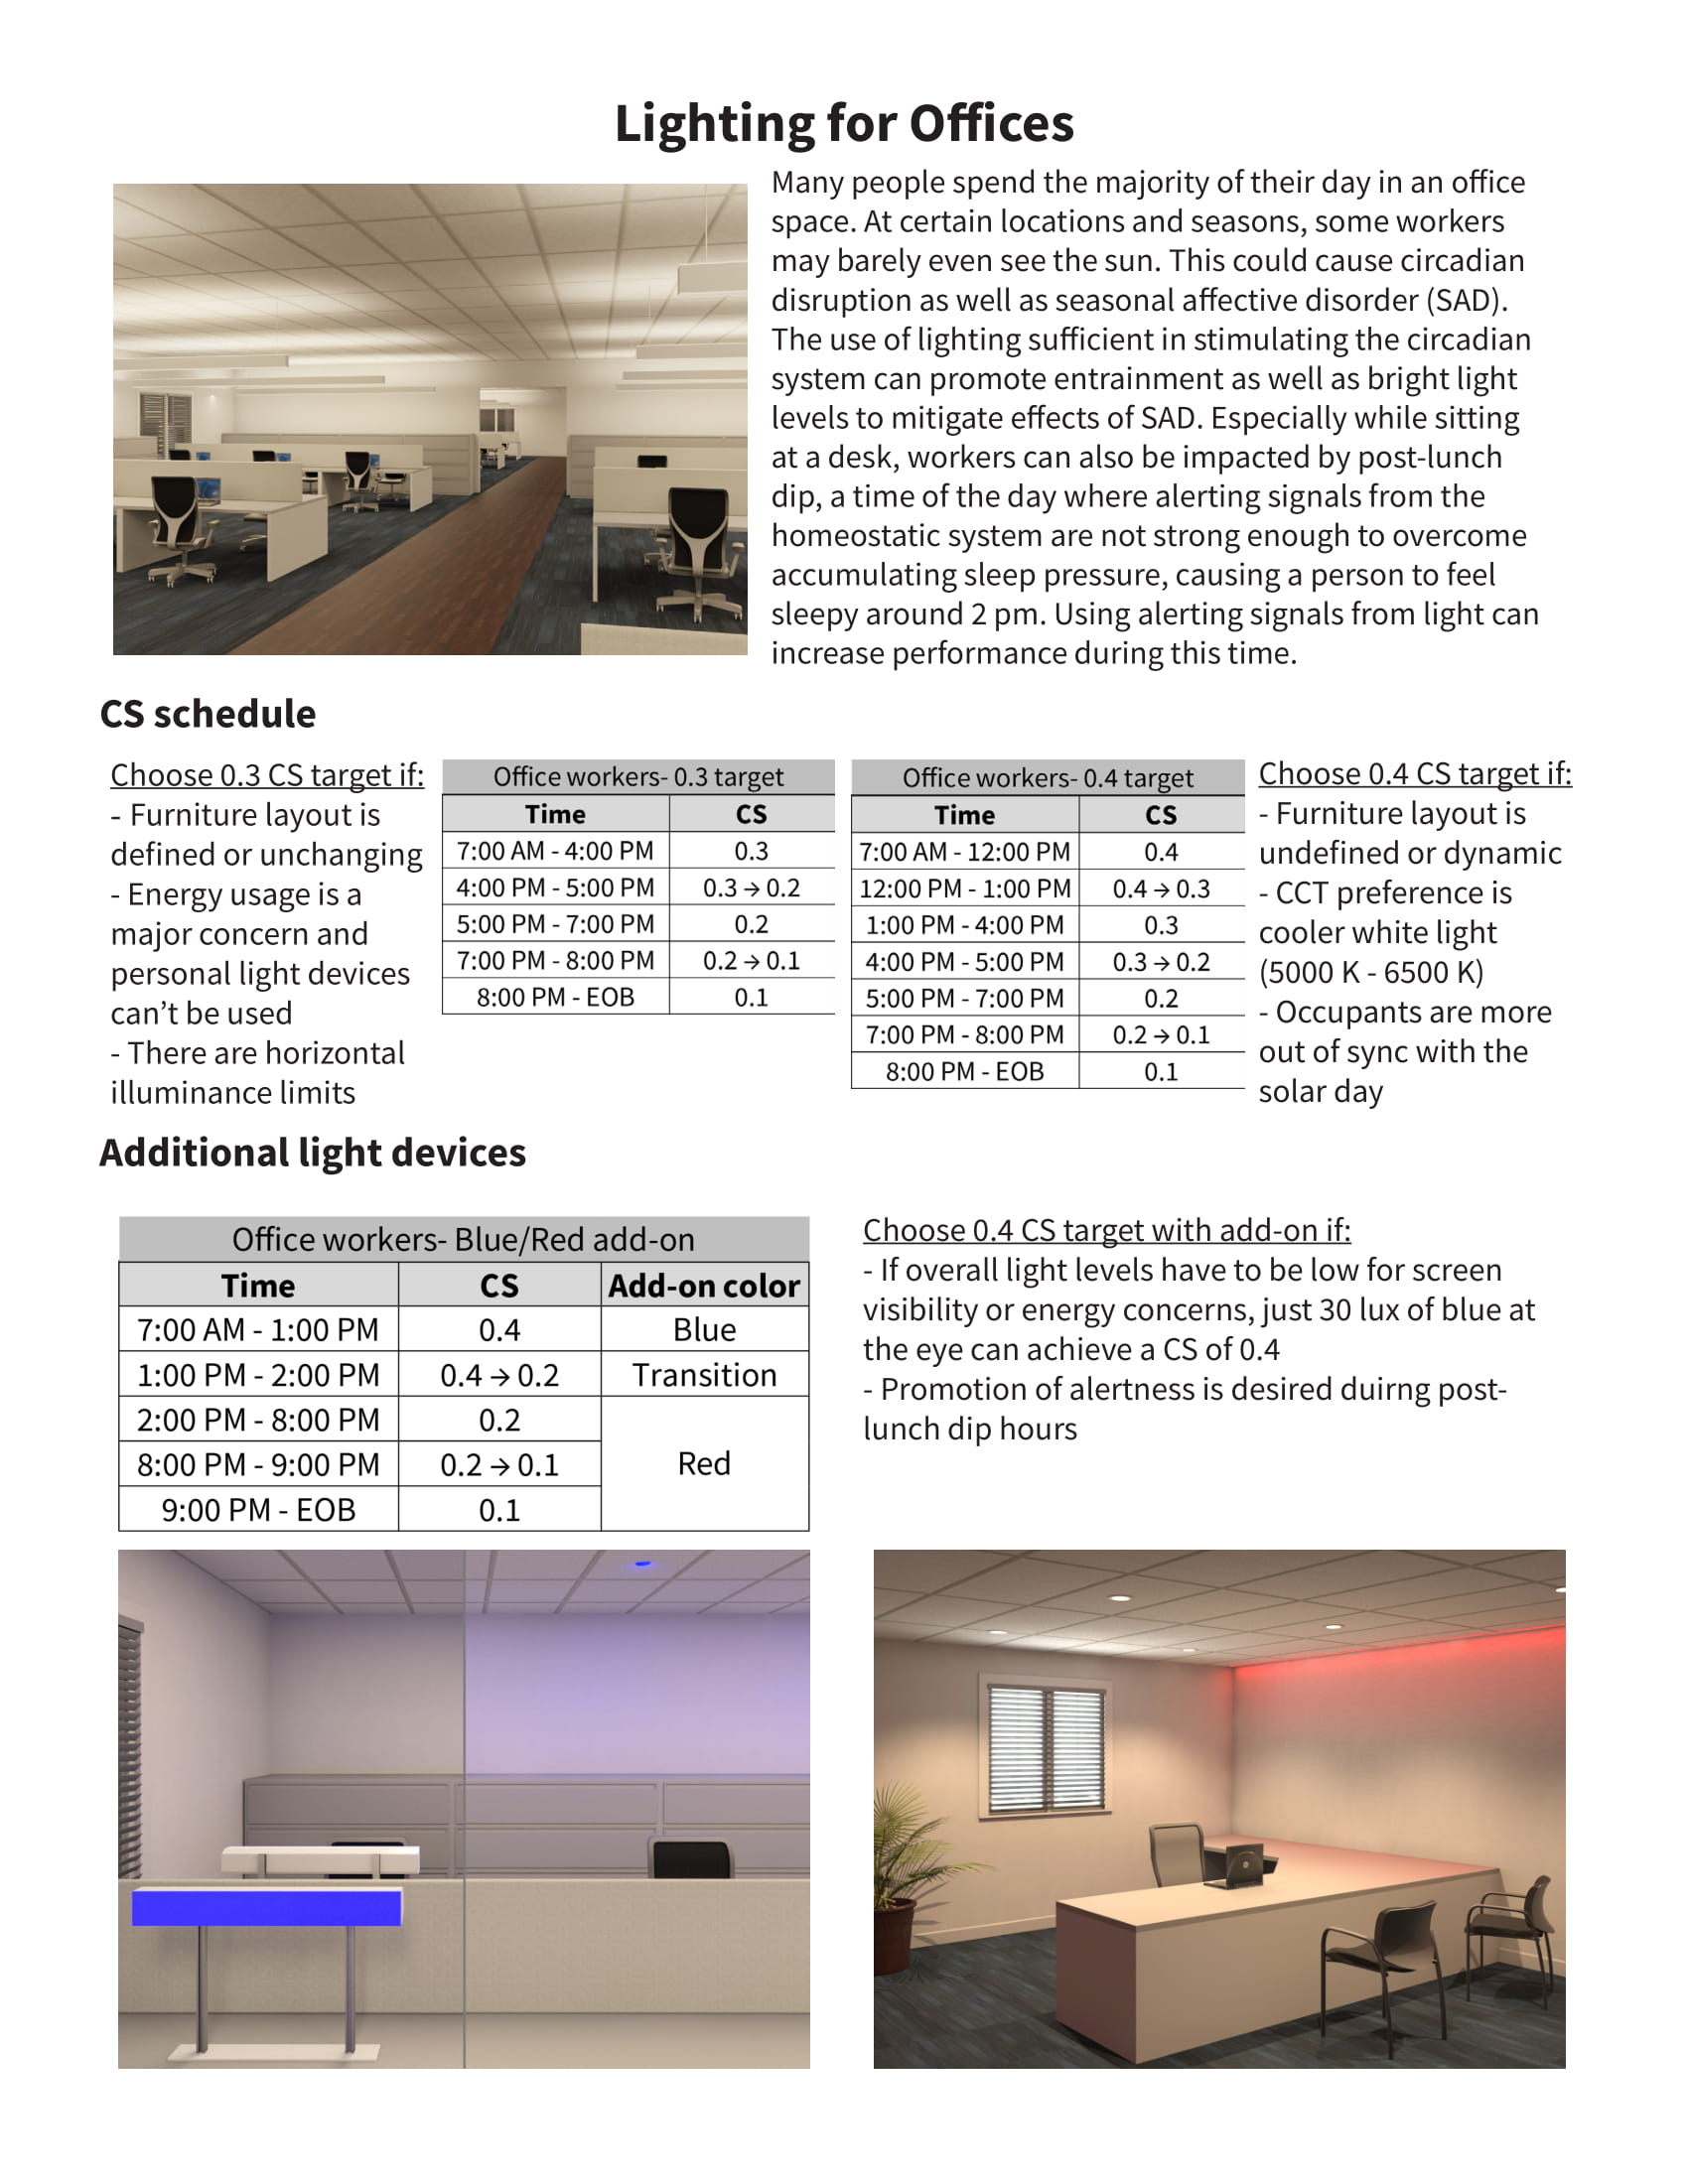 Lighting for Offices
Many people spend the majority of their day in an office
space. At certain locations and seasons, some workers
may barely even see the sun. This could cause circadian
disruption as well as seasonal affective disorder (SAD).
The use of lighting sufficient in stimulating the circadian
system can promote entrainment as well as bright light
levels to mitigate effects of SAD. Especially while sitting
at a desk, workers can also be impacted by post-lunch
dip, a time of the day where alerting signals from the
homeostatic system are not strong enough to overcome
accumulating sleep pressure, causing a person to feel
sleepy around 2 pm. Using alerting signals from light can
increase performance during this time.
CS schedule
Choose 0.3 CS target if:
- Furniture layout is
defined or unchanging
- Energy usage is a
major concern and
personal light devices
can’t be used
- There are horizontal
illuminance limits
Office workers- 0.3 target
Time CS
7:00 AM - 4:00 PM 0.3
4:00 PM - 5:00 PM 0.3 → 0.2
5:00 PM - 7:00 PM 0.2
7:00 PM - 8:00 PM 0.2 → 0.1
8:00 PM - EOB 0.1
Office workers- 0.4 target
Time CS
7:00 AM - 12:00 PM 0.4
12:00 PM - 1:00 PM 0.4 → 0.3
1:00 PM - 4:00 PM 0.3
4:00 PM - 5:00 PM 0.3 → 0.2
5:00 PM - 7:00 PM 0.2
7:00 PM - 8:00 PM 0.2 → 0.1
8:00 PM - EOB 0.1
Choose 0.4 CS target if:
- Furniture layout is
undefined or dynamic
- CCT preference is
cooler white light
(5000 K - 6500 K)
- Occupants are more
out of sync with the
solar day
Additional light devices
Office workers- Blue/Red add-on
Time CS Add-on color
7:00 AM - 1:00 PM 0.4 Blue
1:00 PM - 2:00 PM 0.4 → 0.2 Transition
2:00 PM - 8:00 PM 0.2
8:00 PM - 9:00 PM 0.2 → 0.1 Red
9:00 PM - EOB 0.1
Choose 0.4 CS target with add-on if:
- If overall light levels have to be low for screen
visibility or energy concerns, just 30 lux of blue at
the eye can achieve a CS of 0.4
- Promotion of alertness is desired duirng post-
lunch dip hours